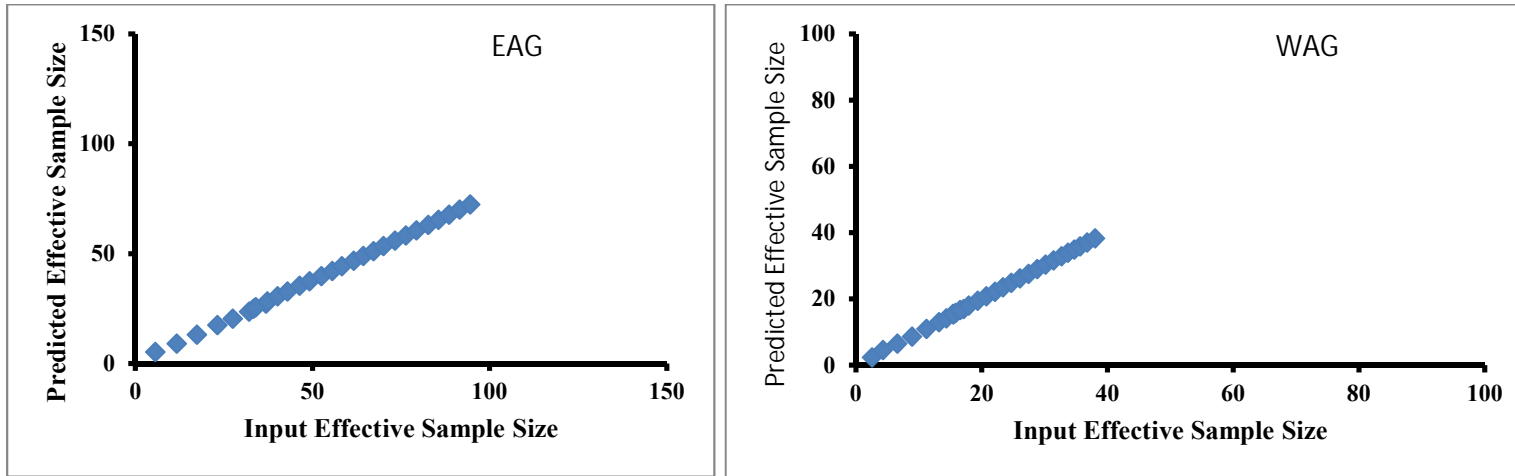 EAG
Predicted Effective Sample Size
150
100
50
0
0 50 100 150
Input Effective Sample Size
WAG
Predicted Effective Sample Size
100
80
60
40
20
0
0 20 40 60 80 100
Input Effective Sample Size